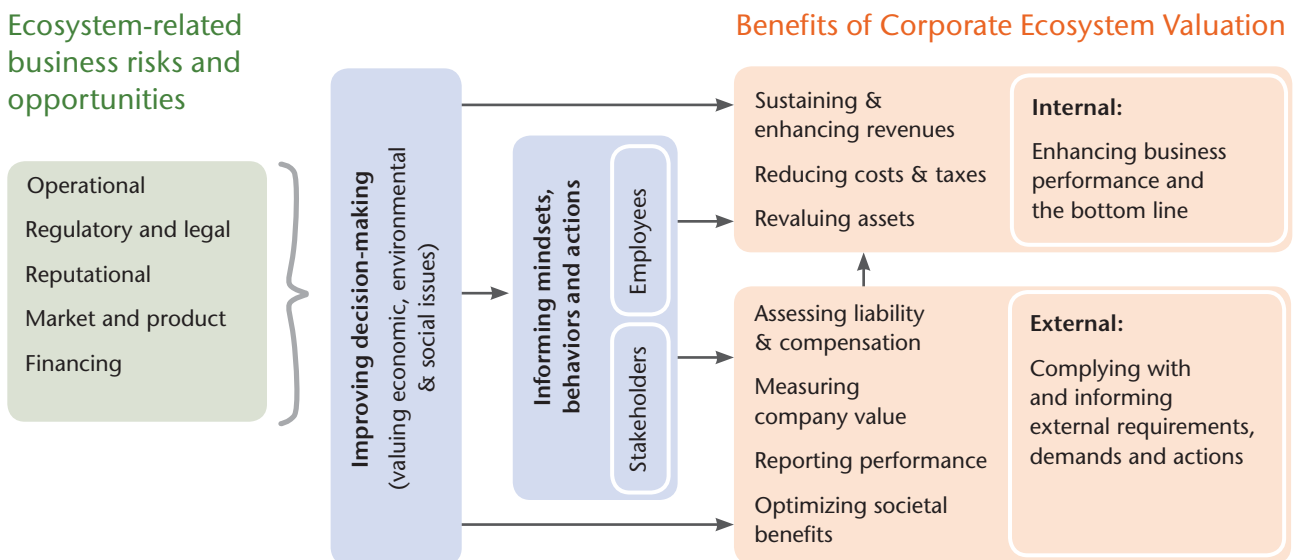 Ecosystem-related
business risks and
opportunities
Operational
Regulatory and legal
Reputational
Market and product
Financing
Improving decision-making
(valuing economic, environmental
& social issues)
Informing mindsets,
behaviors and actions
Employees
Stakeholders
Benefits of Corporate Ecosystem Valuation
Sustaining &
enhancing revenues
Reducing costs & taxes
Revaluing assets
Internal:
Enhancing business
performance and
the bottom line
Assessing liability
& compensation
Measuring
company value
Reporting performance
Optimizing societal
benefits
External:
Complying with
and informing
external requirements,
demands and actions